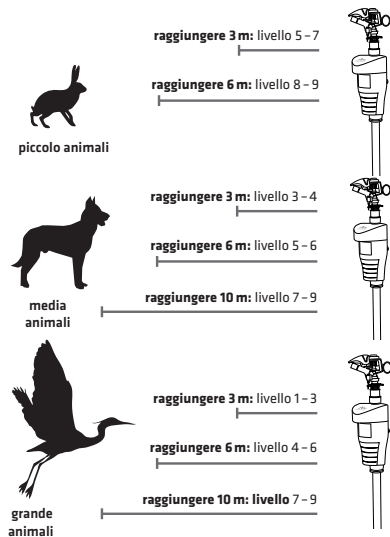 raggiungere 3 m: livello 5 – 7
raggiungere 6 m: livello 8 – 9
piccolo animali
raggiungere 3 m: livello 3 – 4
raggiungere 6 m: livello 5 – 6
raggiungere 10 m: livello 7 – 9
media
animali
raggiungere 3 m: livello 1 – 3
raggiungere 6 m: livello 4 – 6
raggiungere 10 m: livello 7 – 9
grande
animali